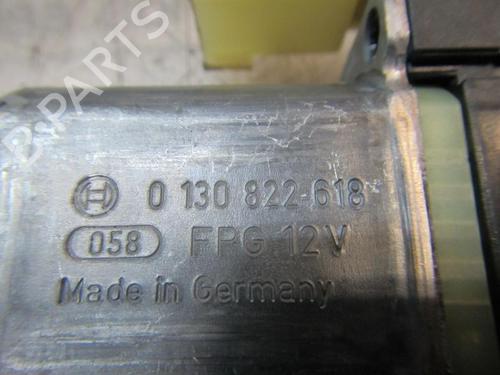 0 130 822-618
058 FPG 12V
Made in Germany
B-PARTS